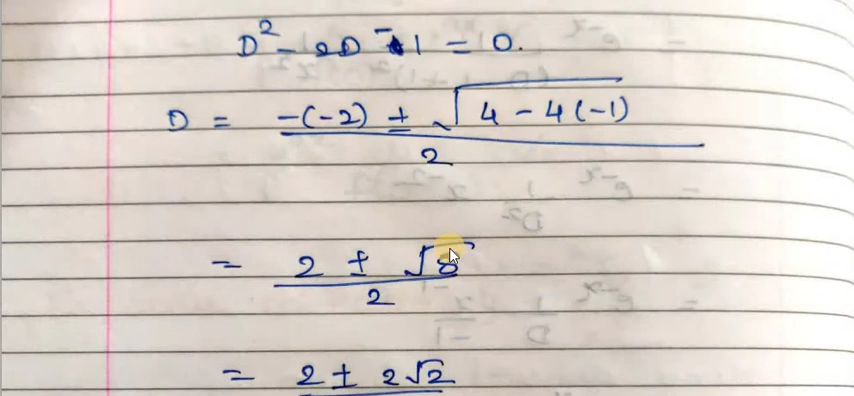 D² - 2D - 1 = 0.
D = -(-2) ± √4 - 4(-1)
2
= 2 ± √8
2
= 2 ± 2√2